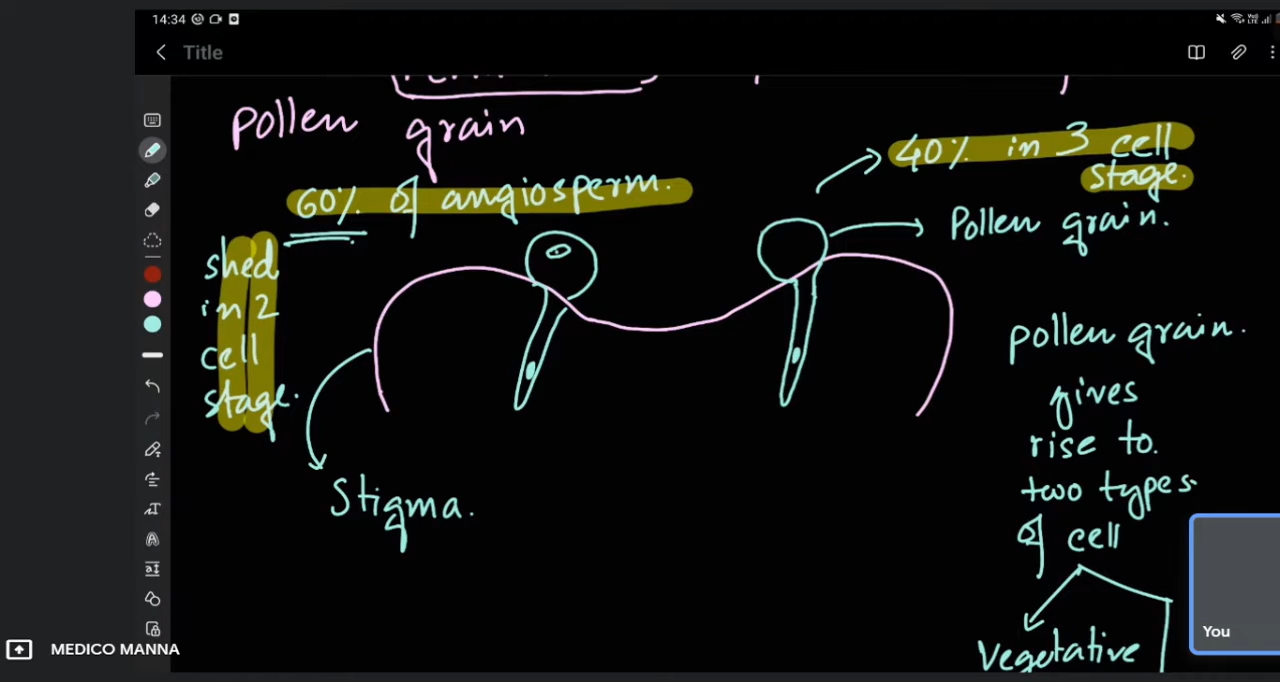 14:34
Title
pollen grain
60% of angiosperm.
40% in 3 cell
stage.
Pollen grain.
shed
in 2
cell
stage.
Stigma.
pollen grain.
gives
rise to.
two types
of cell
Vegetative
You
MEDICO MANNA